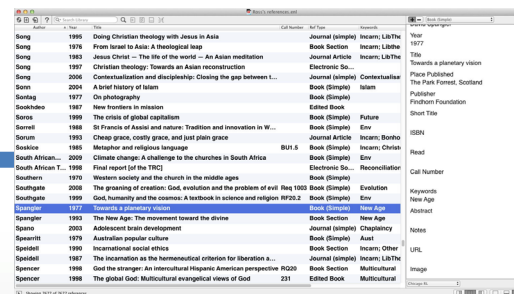 Ross's references.enl
Search Library
Author Year Title Call Number Ref Type Keywords
Song 1995 Doing Christian theology with Jesus in Asia Journal (simple) Incarn; LibThe
Song 1976 From Israel to Asia: A theological leap Book Section Incarn; Libthe
Song 1983 Jesus Christ — The life of the world — An Asian meditation Journal Article Incarn; LibThe
Song 1997 Christian theology: Towards an Asian reconstruction Electronic So...
Song 2006 Contextualization and discipleship: Closing the gap between t... Journal (simple) Contextualisat
Sonn 2004 A brief history of Islam Book (Simple) Islam
Sontag 1977 On photography Book (Simple)
Sookhdeo 1987 New frontiers in mission Edited Book
Soros 1999 The crisis of global capitalism Book (Simple) Future
Sorrell 1988 St Francis of Assisi and nature: Tradition and innovation in W... Book (Simple) Env
Sorum 1993 Cheap grace, costly grace, and just plain grace Journal Article Incarn; Bonho
Soskice 1985 Metaphor and religious language BU1.5 Book (Simple) Incarn; Christo
South African... 2009 Climate change: A challenge to the churches in South Africa Book (Simple) Env
South African T... 1998 Final report [of the TRC] Electronic So... Reconciliation
Southern 1970 Western society and the church in the middle ages Book (Simple)
Southgate 2008 The groaning of creation: God, evolution and the problem of evil Req 1003 Book (Simple) Evolution
Southgate 1999 God, humanity and the cosmos: A textbook in science and religion RF20.2 Book (Simple) Env
Spangler 1977 Towards a planetary vision Book (Simple) New Age
Spangler 1993 The New Age: The movement toward the divine Book Section New Age
Spano 2003 Adolescent brain development Journal (simple) Chaplaincy
Spearritt 1979 Australian popular culture Book (Simple) Aust
Speidell 1990 Incarnational social ethics Book Section Incarn; Other
Speidell 1987 The incarnation as the hermeneutical criterion for liberation a... Journal (simple) Incarn; LibThe
Spencer 1998 God the stranger: An intercultural Hispanic American perspective RQ20 Book Section Multicultural
Spencer 1998 The global God: Multicultural evangelical views of God 231 Edited Book Multicultural
Book (Simple)
David Spangler
Year
1977
Title
Towards a planetary vision
Place Published
The Park Forrest, Scotland
Publisher
Findhorn Foundation
Short Title
ISBN
Read
Call Number
Keywords
New Age
Abstract
Notes
URL
Image